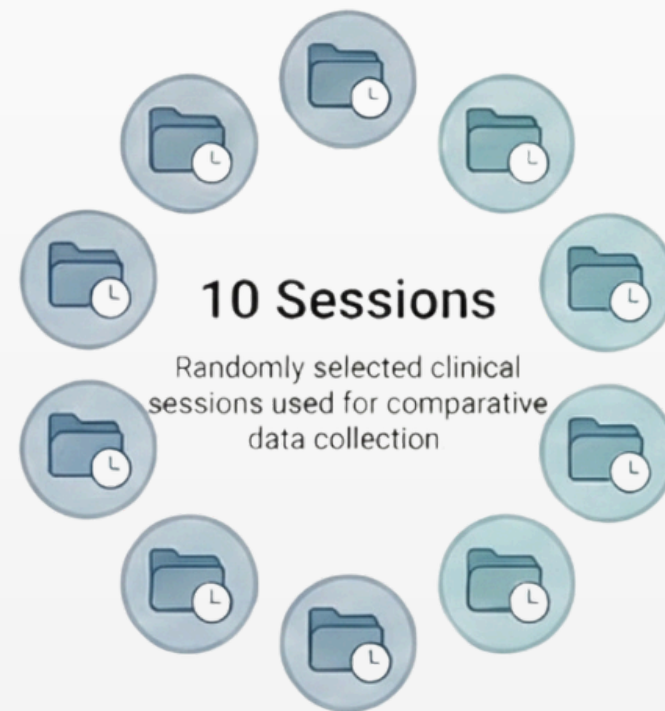 10 Sessions
Randomly selected clinical
sessions used for comparative
data collection